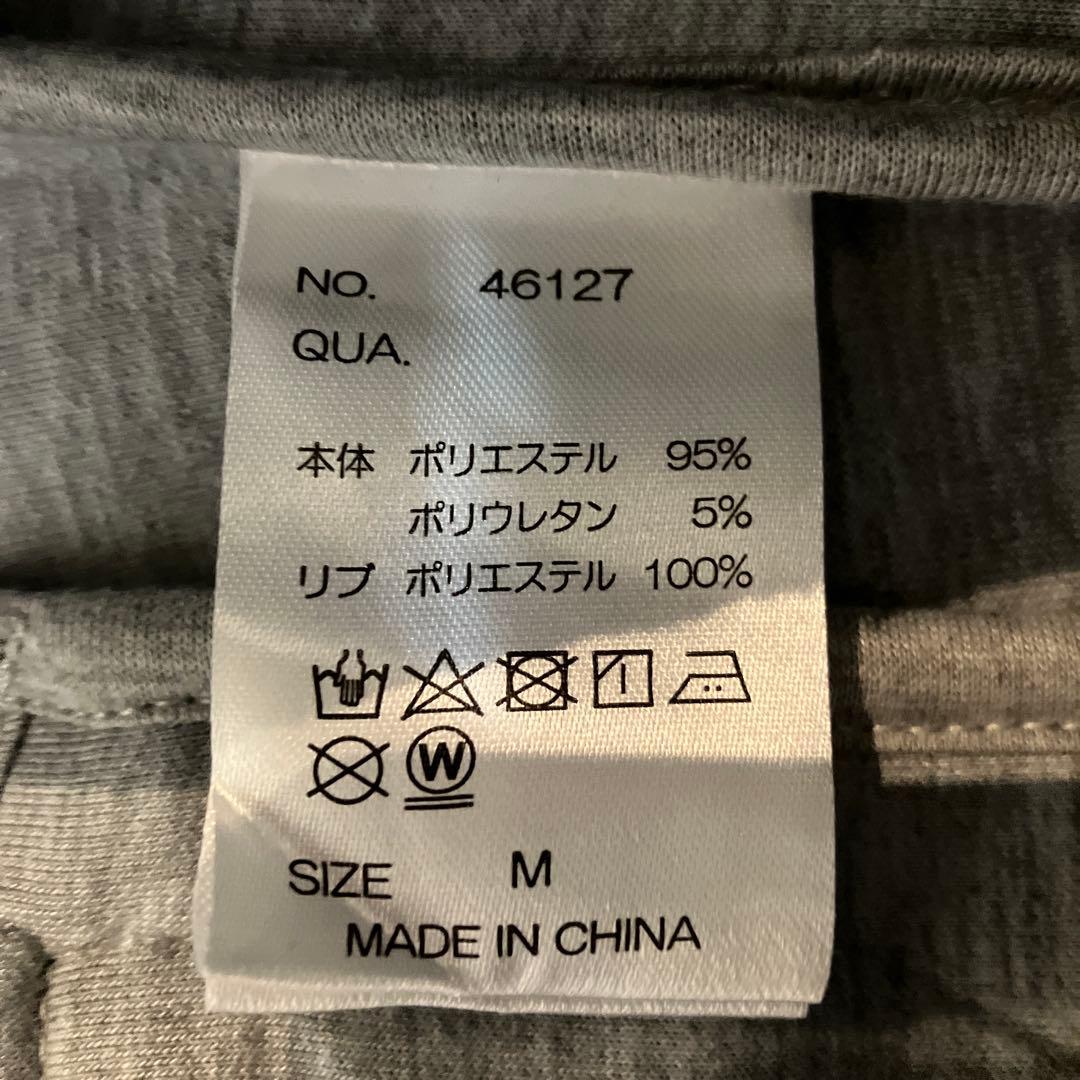 NO. 46127
QUA.
本体 ポリエステル 95%
ポリウレタン 5%
リブ ポリエステル 100%
W
SIZE M
MADE IN CHINA